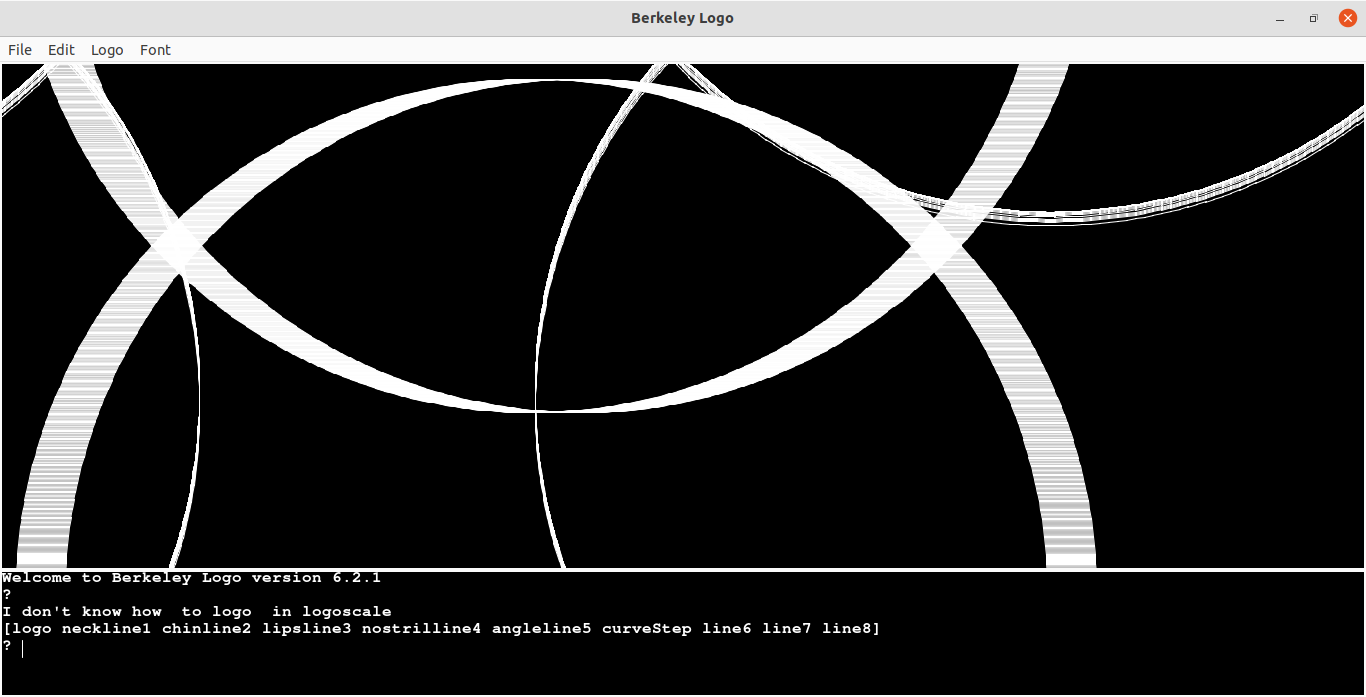 Berkeley Logo
File Edit Logo Font
Welcome to Berkeley Logo version 6.2.1
?
I don't know how  to logo  in logoscale
[logo neckline1 chinline2 lipsline3 nostrilline4 angleline5 curveStep line6 line7 line8]
?